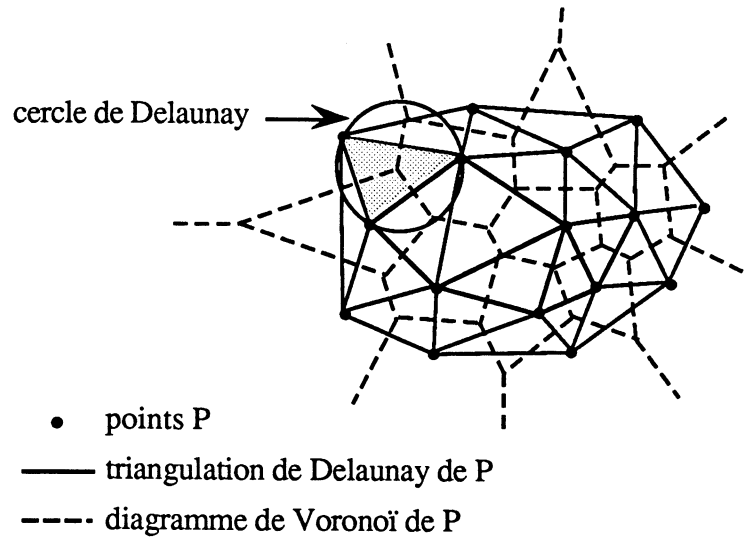 cercle de Delaunay
points P
triangulation de Delaunay de P
diagramme de Voronoï de P